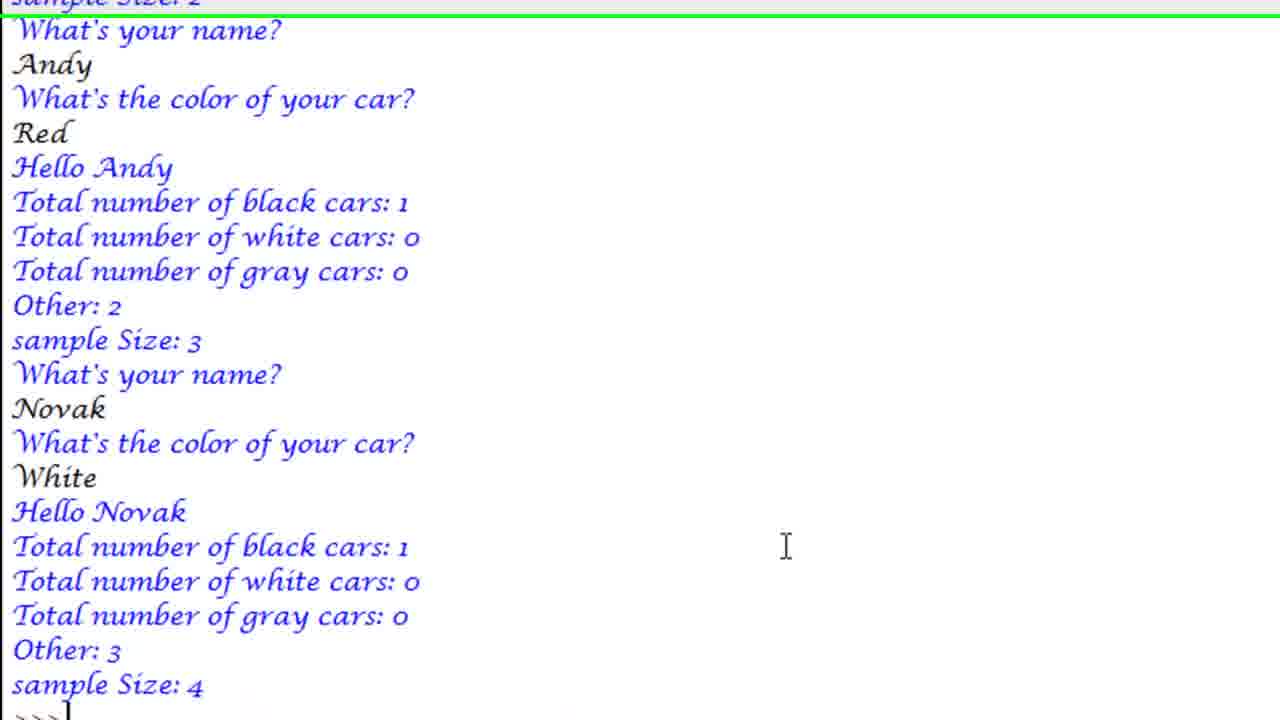 sample Size: 2
What's your name?
Andy
What's the color of your car?
Red
Hello Andy
Total number of black cars: 1
Total number of white cars: 0
Total number of gray cars: 0
Other: 2
sample Size: 3
What's your name?
Novak
What's the color of your car?
White
Hello Novak
Total number of black cars: 1
Total number of white cars: 0
Total number of gray cars: 0
Other: 3
sample Size: 4
>>>